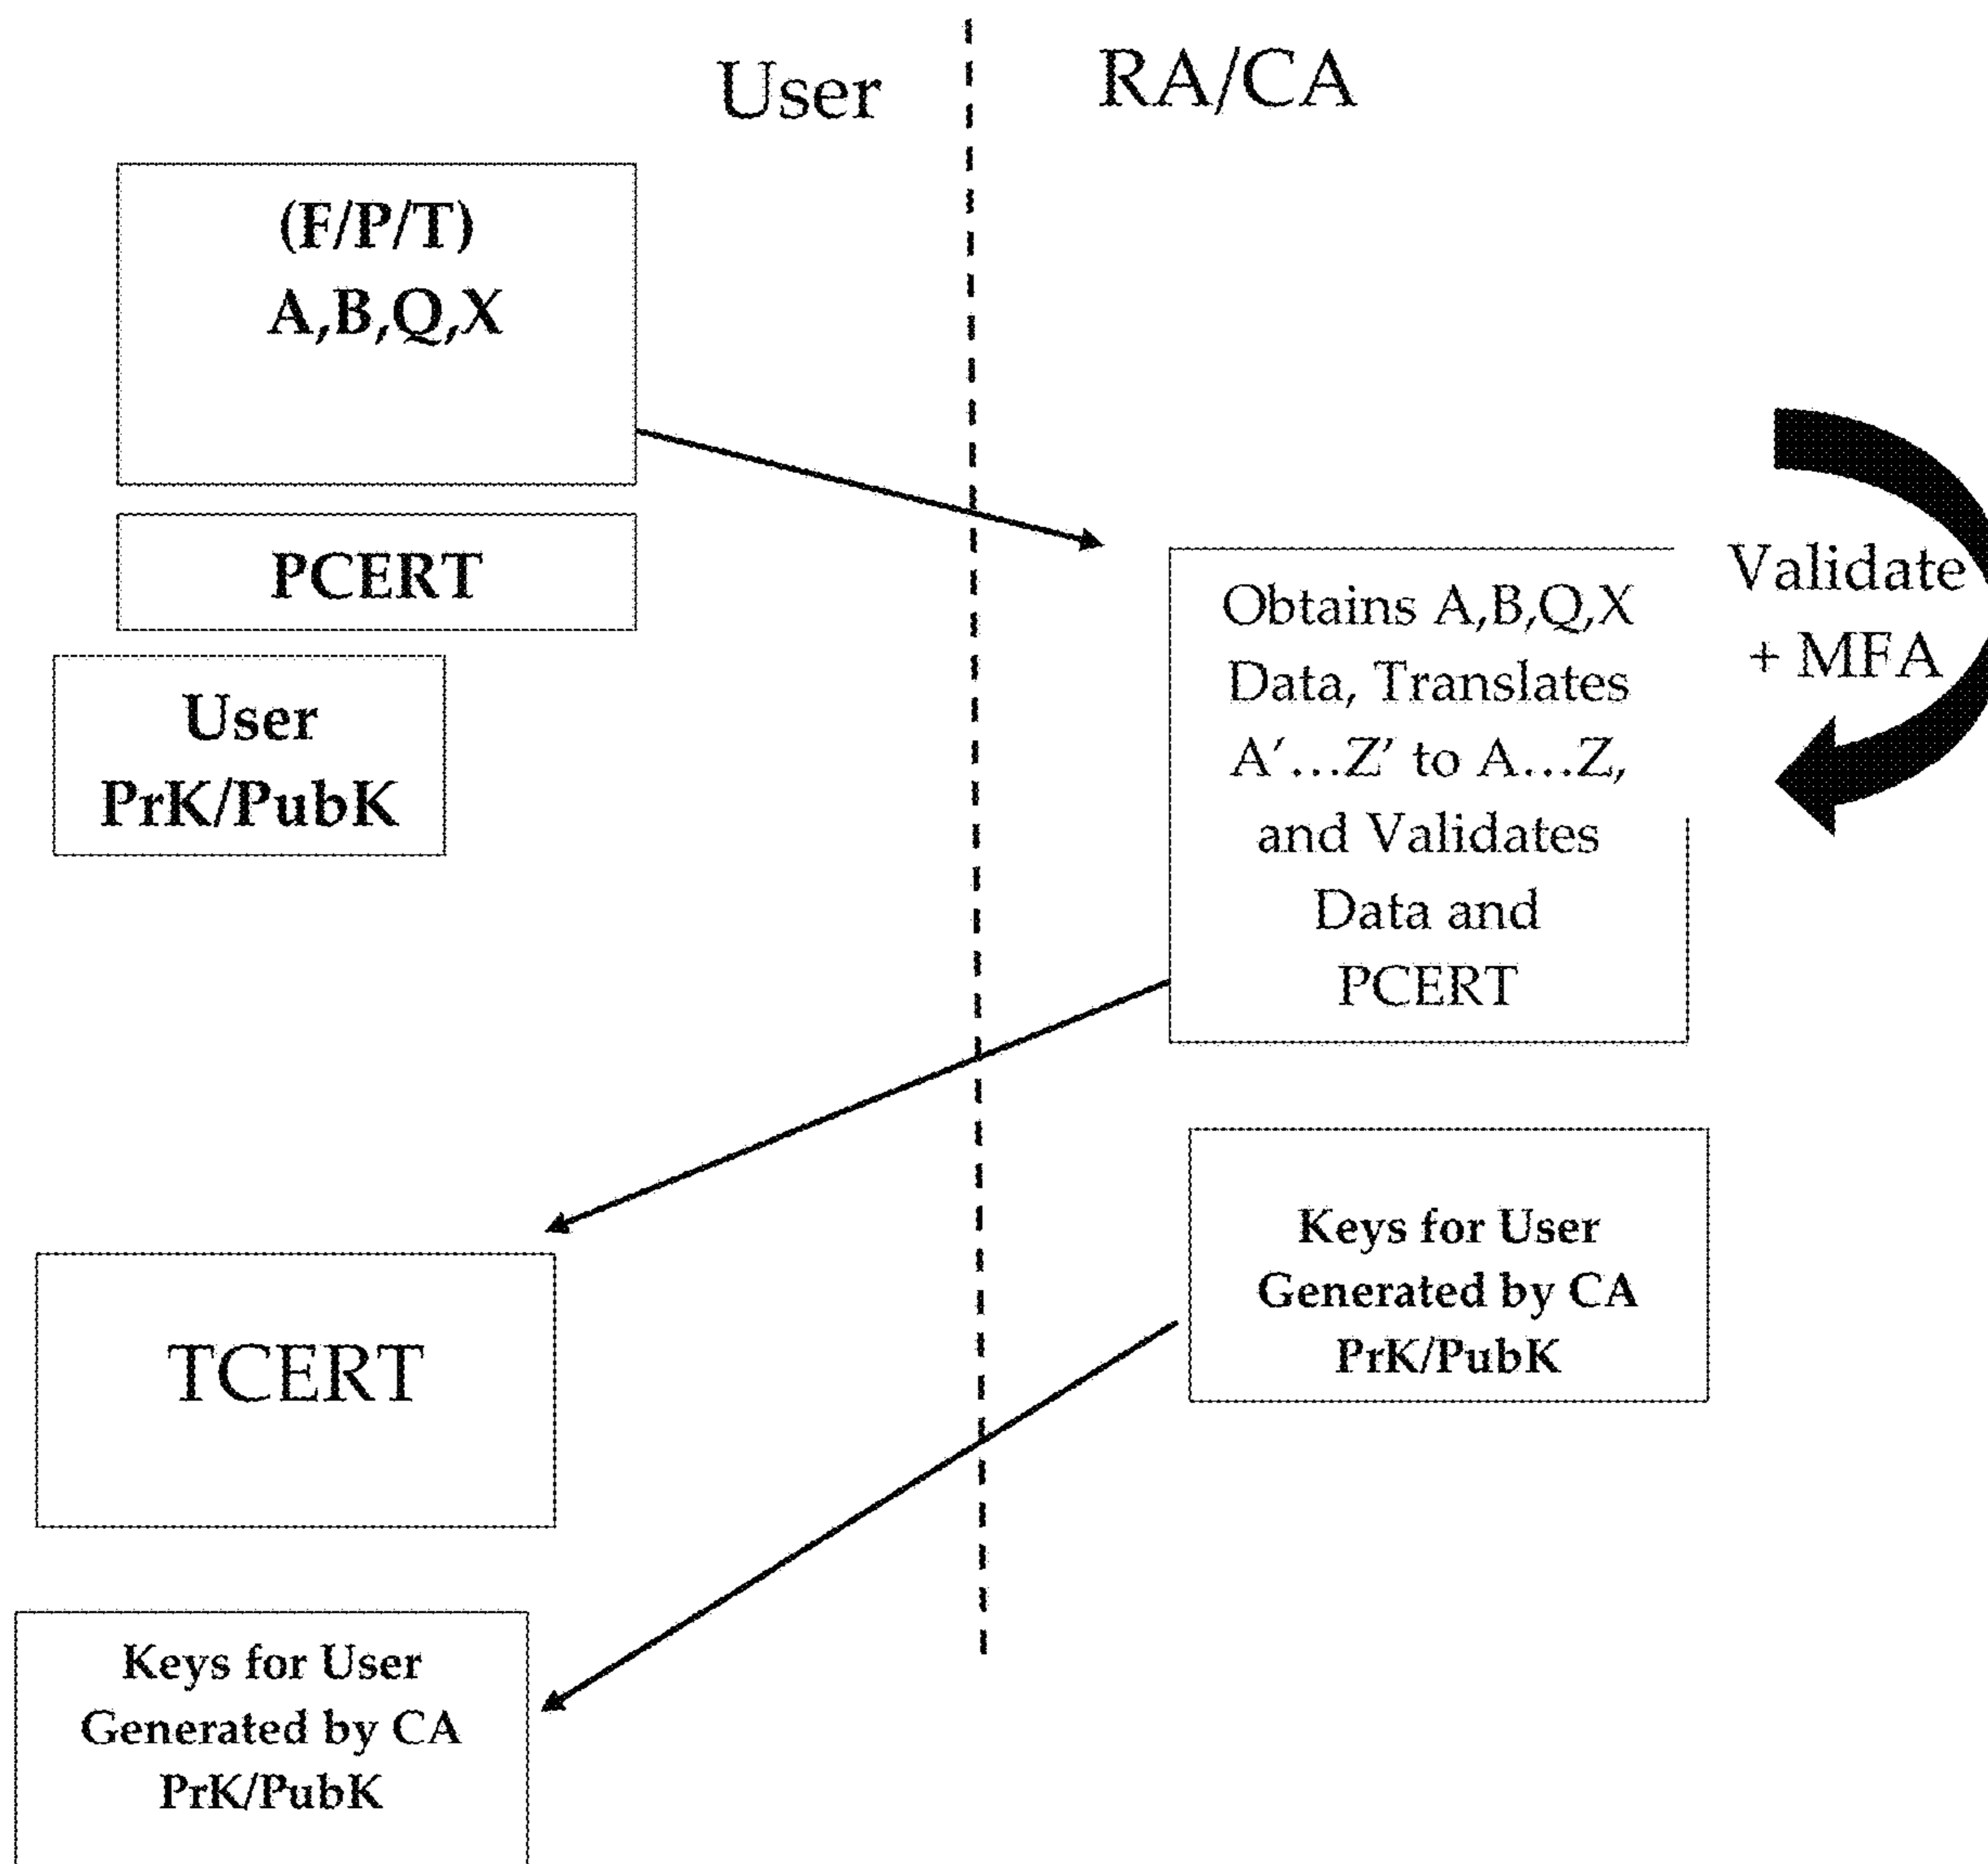 User
RA/CA
(F/P/T)
A,B,Q,X
PCERT
User
PrK/PubK
Obtains A,B,Q,X
Data, Translates
A′...Z′ to A...Z,
and Validates
Data and
PCERT
Validate
+ MFA
Keys for User
Generated by CA
PrK/PubK
TCERT
Keys for User
Generated by CA
PrK/PubK